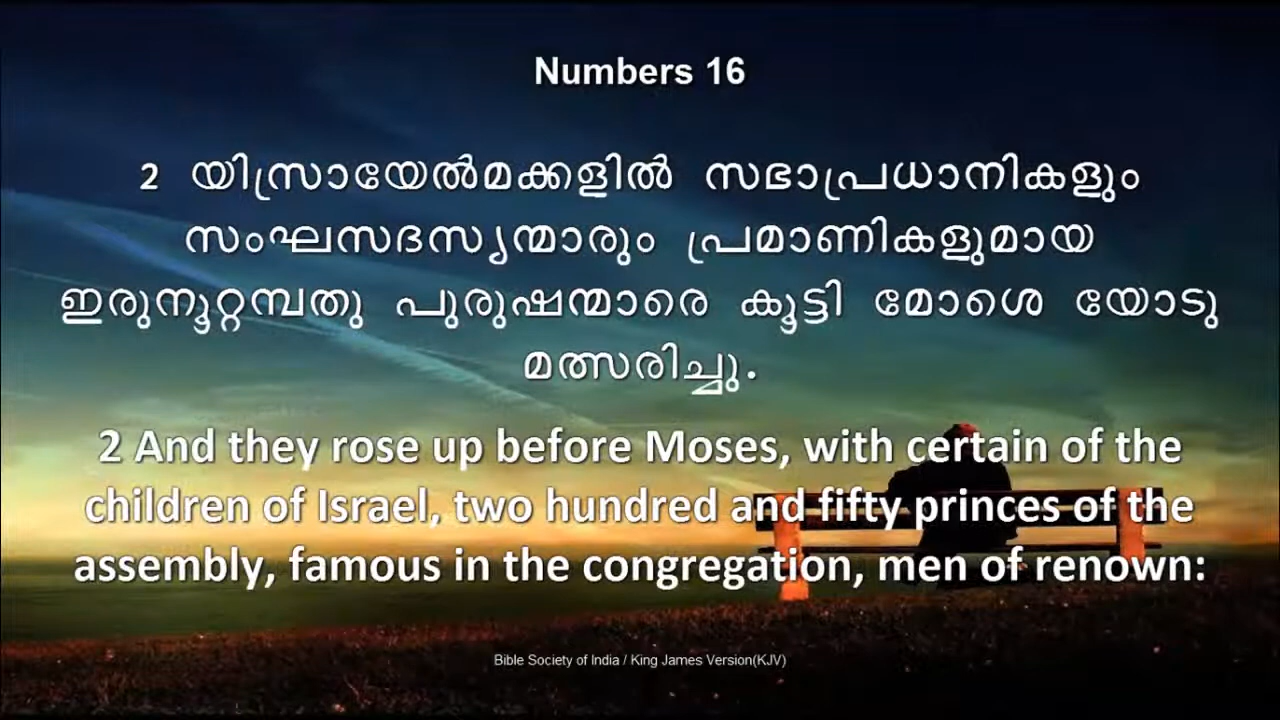 Numbers 16
2 യിസ്രായേൽമക്കളിൽ സഭാപ്രധാനികളും
സംഘസദസ്യന്മാരും പ്രമാണികളുമായ
ഇരുനൂറ്റമ്പതു പുരുഷന്മാരെ കൂട്ടി മോശെ യോടു
മത്സരിച്ചു.
2 And they rose up before Moses, with certain of the
children of Israel, two hundred and fifty princes of the
assembly, famous in the congregation, men of renown:
Bible Society of India / King James Version(KJV)